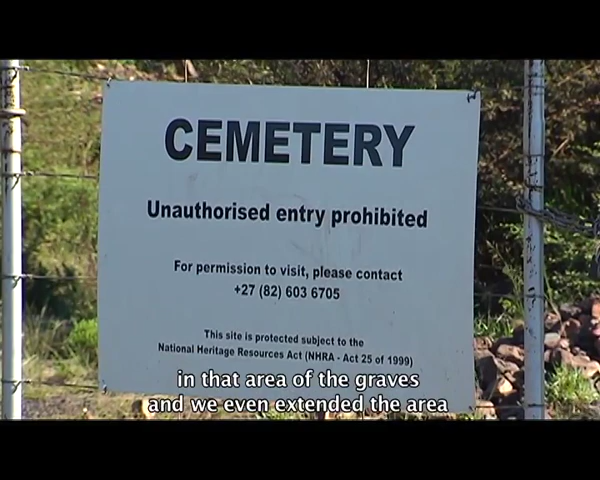 CEMETERY
Unauthorised entry prohibited
For permission to visit, please contact
+27 (82) 603 6705
This site is protected subject to the
National Heritage Resources Act (NHRA - Act 25 of 1999)
in that area of the graves
and we even extended the area